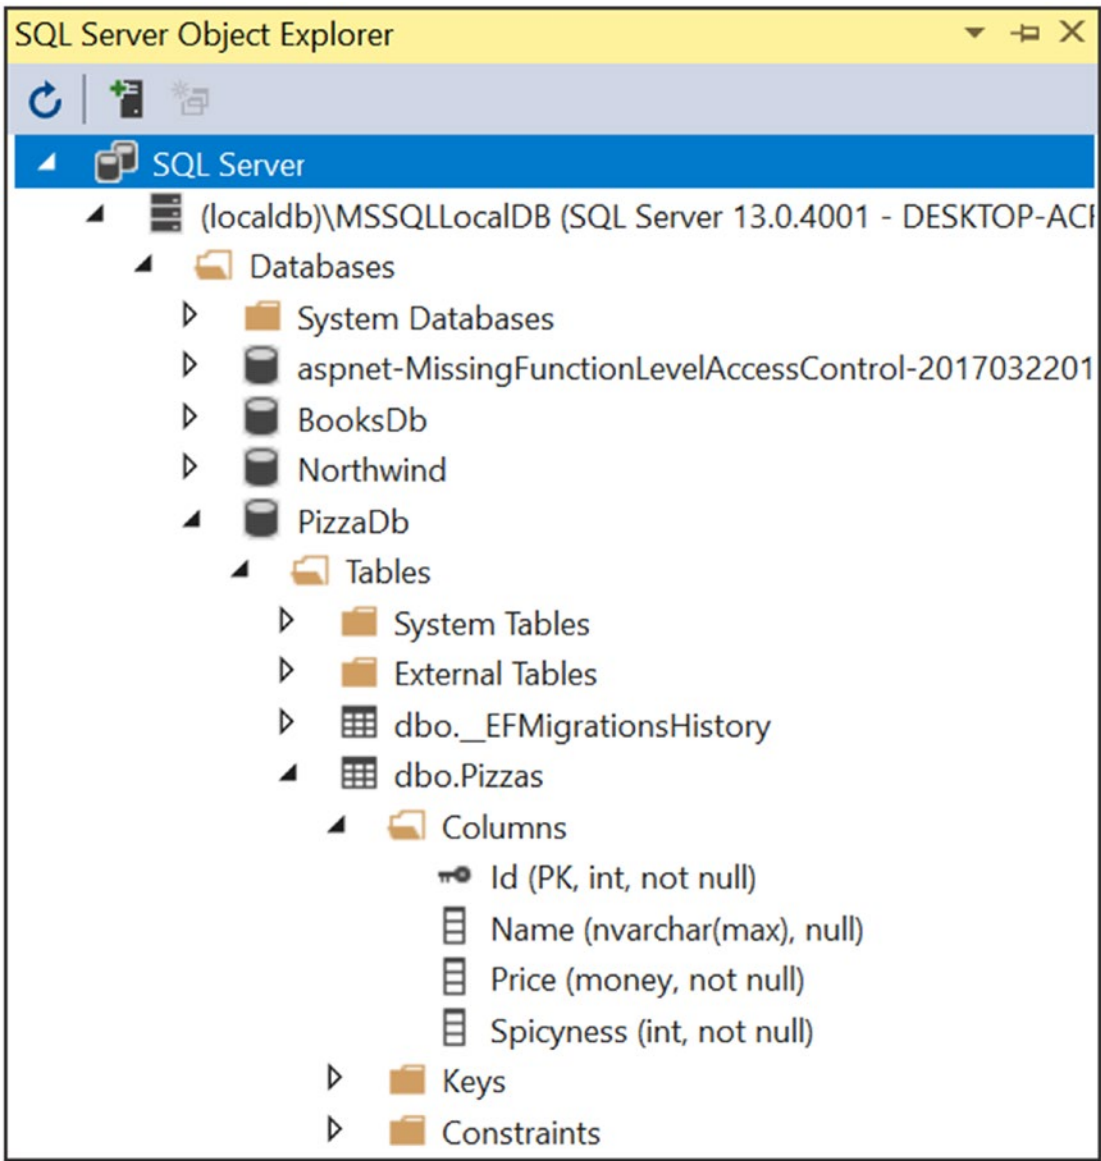 SQL Server Object Explorer
SQL Server
(localdb)\MSSQLLocalDB (SQL Server 13.0.4001 - DESKTOP-ACF
Databases
System Databases
aspnet-MissingFunctionLevelAccessControl-2017032201
BooksDb
Northwind
PizzaDb
Tables
System Tables
External Tables
dbo.__EFMigrationsHistory
dbo.Pizzas
Columns
Id (PK, int, not null)
Name (nvarchar(max), null)
Price (money, not null)
Spicyness (int, not null)
Keys
Constraints